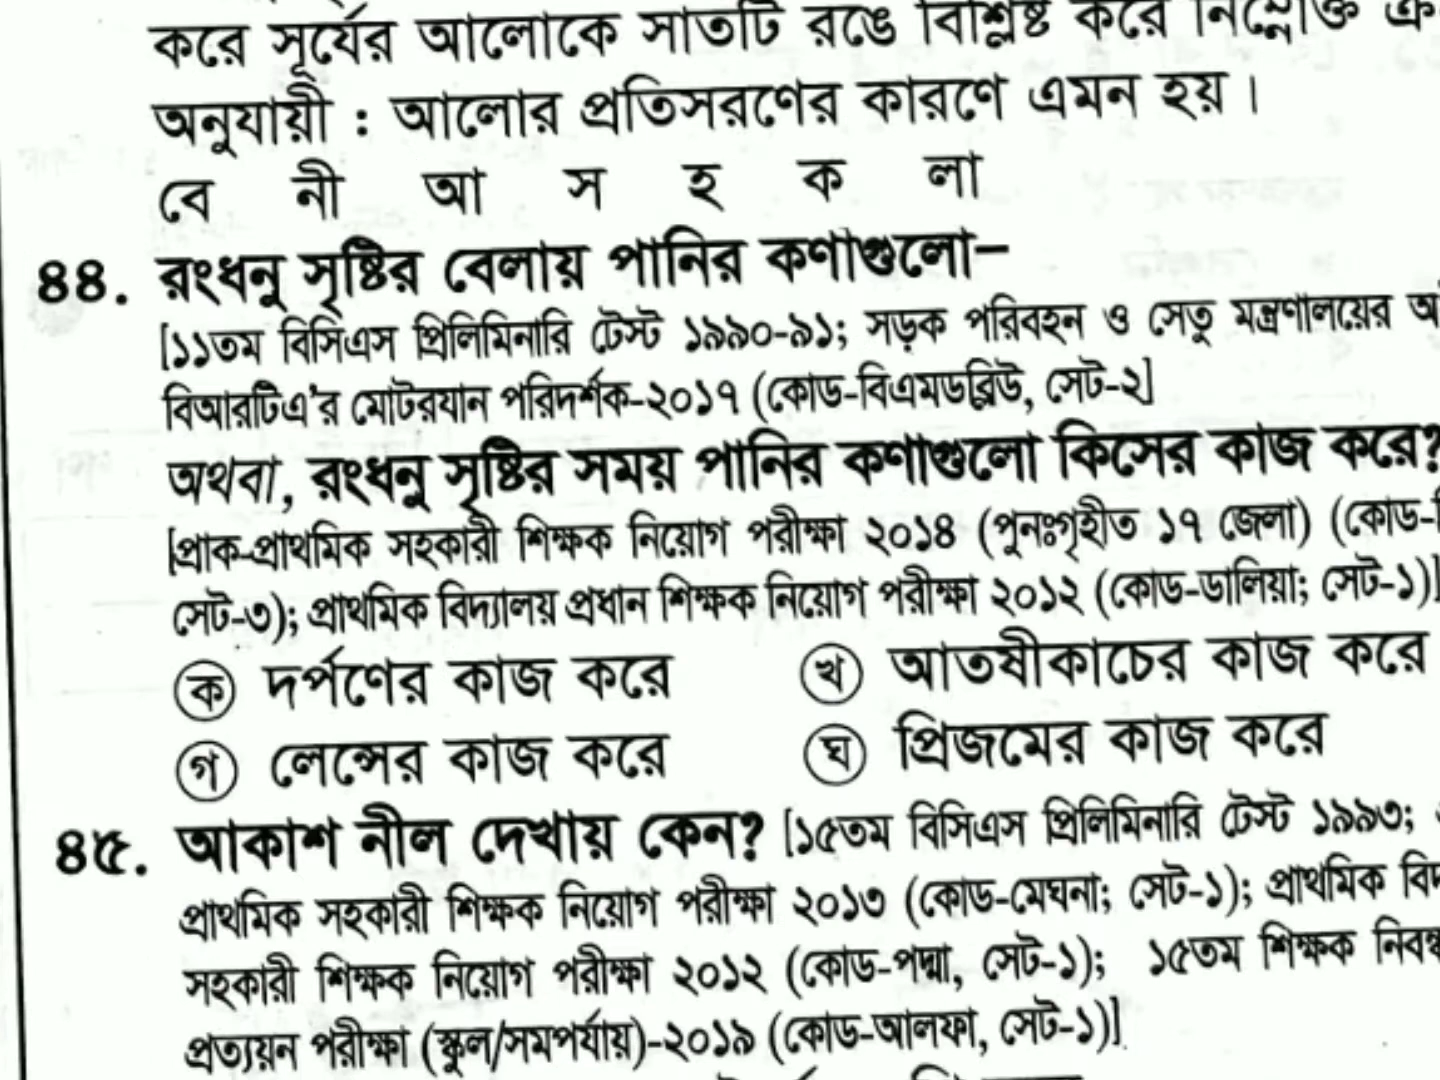 করে সূর্যের আলোকে সাতটি রঙে বিশ্লিষ্ট করে নিম্নোক্ত
অনুযায়ী : আলোর প্রতিসরণের কারণে এমন হয়।
বে নী আ স হ ক লা
৪৪. রংধনু সৃষ্টির বেলায় পানির কণাগুলো–
[১১তম বিসিএস প্রিলিমিনারি টেস্ট ১৯৯০-৯১; সড়ক পরিবহন ও সেতু মন্ত্রণালয়ের
বিআরটিএ'র মোটরযান পরিদর্শক-২০১৭ (কোড-বিএমডব্লিউ, সেট-২]
অথবা, রংধনু সৃষ্টির সময় পানির কণাগুলো কিসের কাজ করে?
[প্রাক-প্রাথমিক সহকারী শিক্ষক নিয়োগ পরীক্ষা ২০১৪ (পুনঃগৃহীত ১৭ জেলা) (কোড-
সেট-৩); প্রাথমিক বিদ্যালয় প্রধান শিক্ষক নিয়োগ পরীক্ষা ২০১২ (কোড-ডালিয়া; সেট-১)]
ক দর্পণের কাজ করে খ আতষীকাচের কাজ করে
গ লেন্সের কাজ করে ঘ প্রিজমের কাজ করে
৪৫. আকাশ নীল দেখায় কেন? [১৫তম বিসিএস প্রিলিমিনারি টেস্ট ১৯৯৩;
প্রাথমিক সহকারী শিক্ষক নিয়োগ পরীক্ষা ২০১৩ (কোড-মেঘনা; সেট-১); প্রাথমিক
সহকারী শিক্ষক নিয়োগ পরীক্ষা ২০১২ (কোড-পদ্মা, সেট-১); ১৫তম শিক্ষক
প্রত্যয়ন পরীক্ষা (স্কুল/সমপর্যায়)-২০১৯ (কোড-আলফা, সেট-১)]